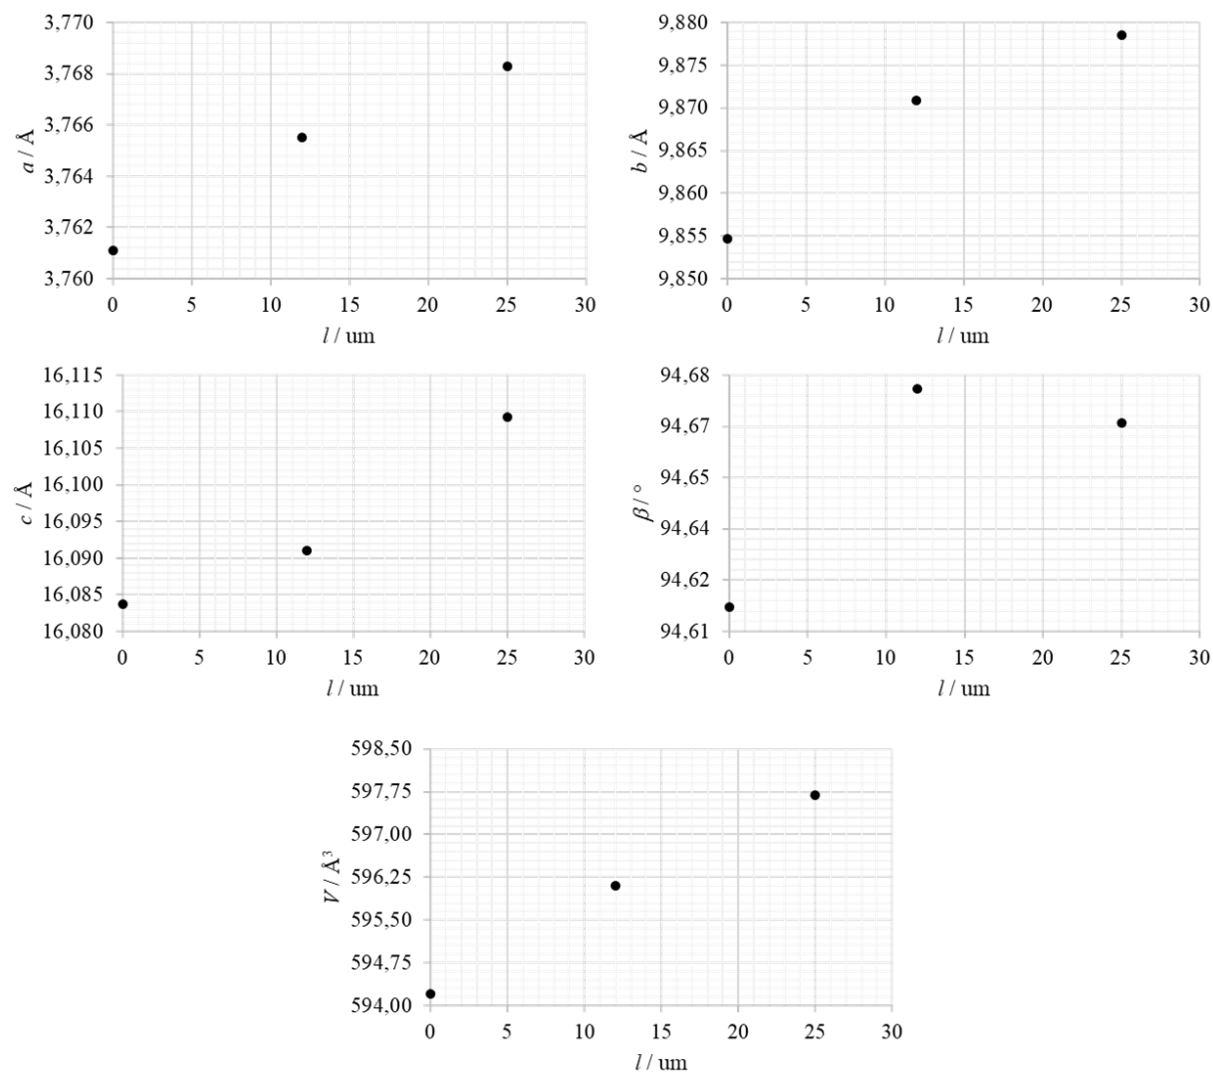 3,770
3,768
3,766
3,764
3,762
3,760
a / Å
0 5 10 15 20 25 30
l / um
9,880
9,875
9,870
9,865
9,860
9,855
9,850
b / Å
0 5 10 15 20 25 30
l / um
16,115
16,110
16,105
16,100
16,095
16,090
16,085
16,080
c / Å
0 5 10 15 20 25 30
l / um
94,68
94,67
94,65
94,64
94,62
94,61
β / °
0 5 10 15 20 25 30
l / um
598,50
597,75
597,00
596,25
595,50
594,75
594,00
V / Å³
0 5 10 15 20 25 30
l / um